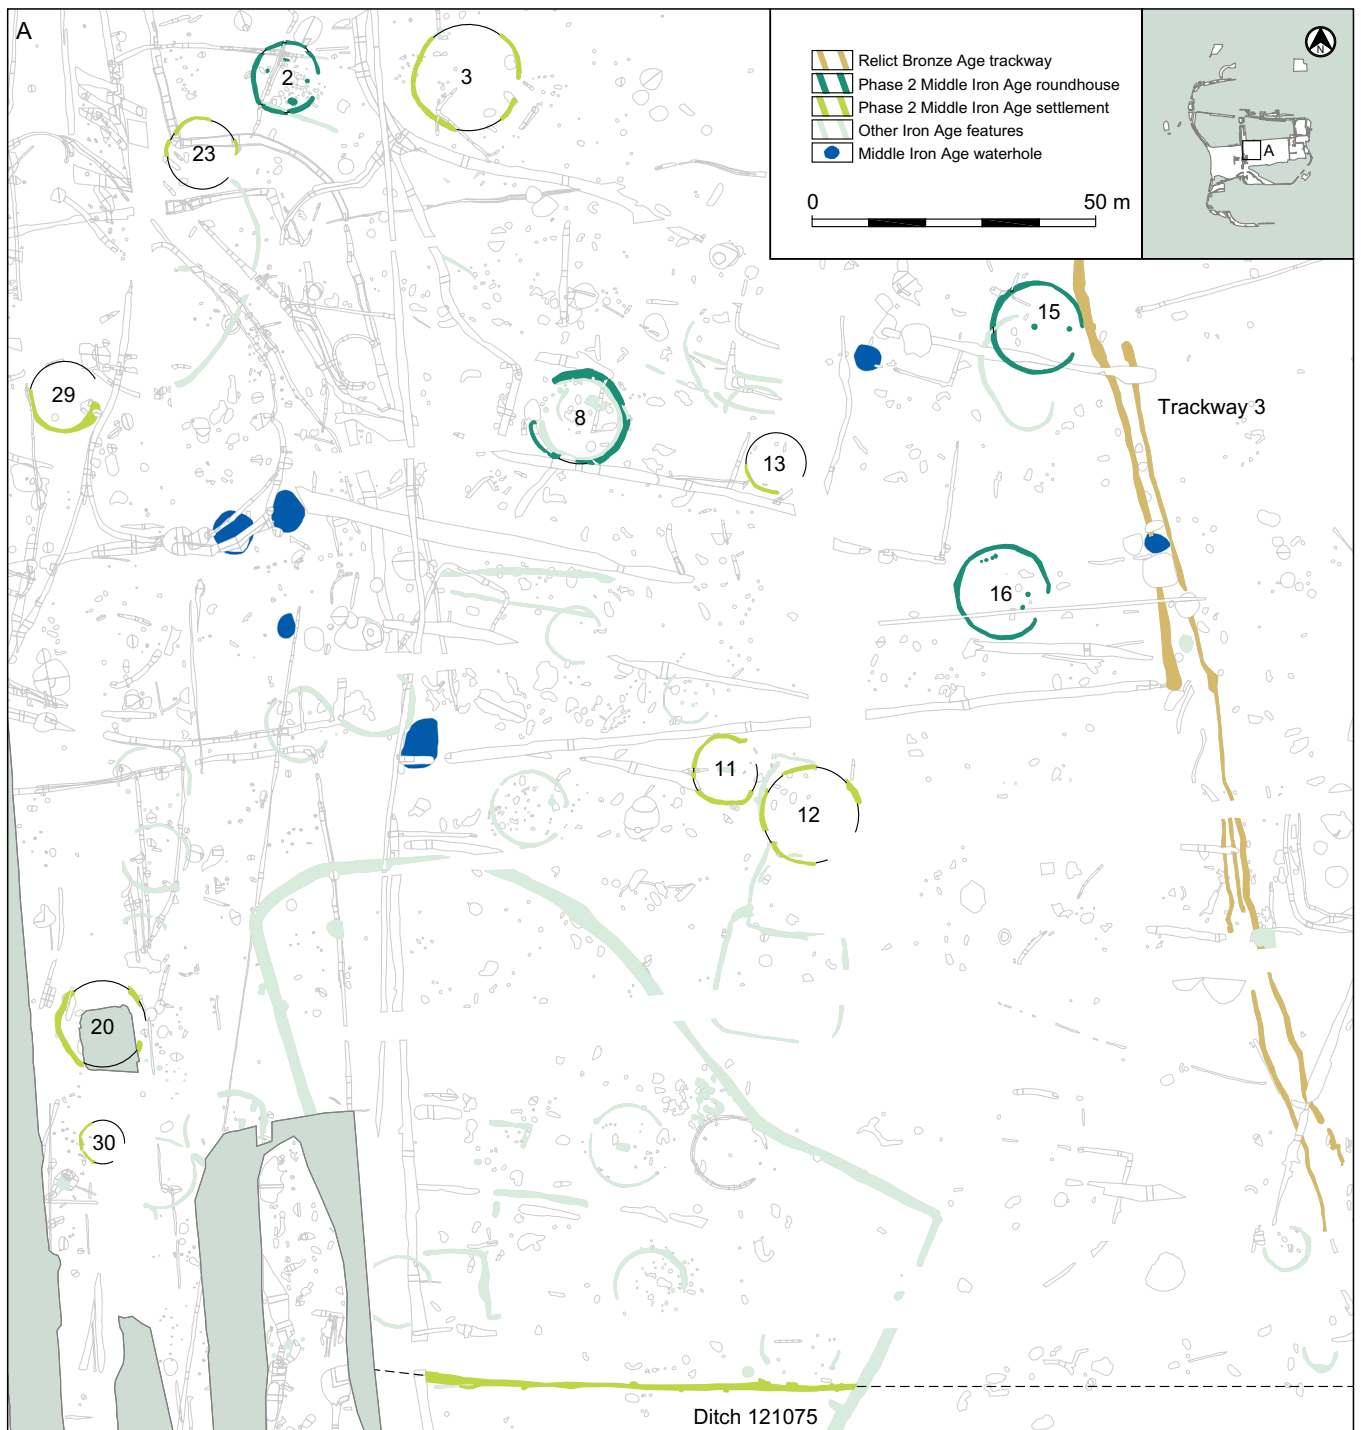 A
2
3
23
Relict Bronze Age trackway
Phase 2 Middle Iron Age roundhouse
Phase 2 Middle Iron Age settlement
Other Iron Age features
Middle Iron Age waterhole
0 50 m
N
A
15
29
8
Trackway 3
13
16
11
12
20
30
Ditch 121075